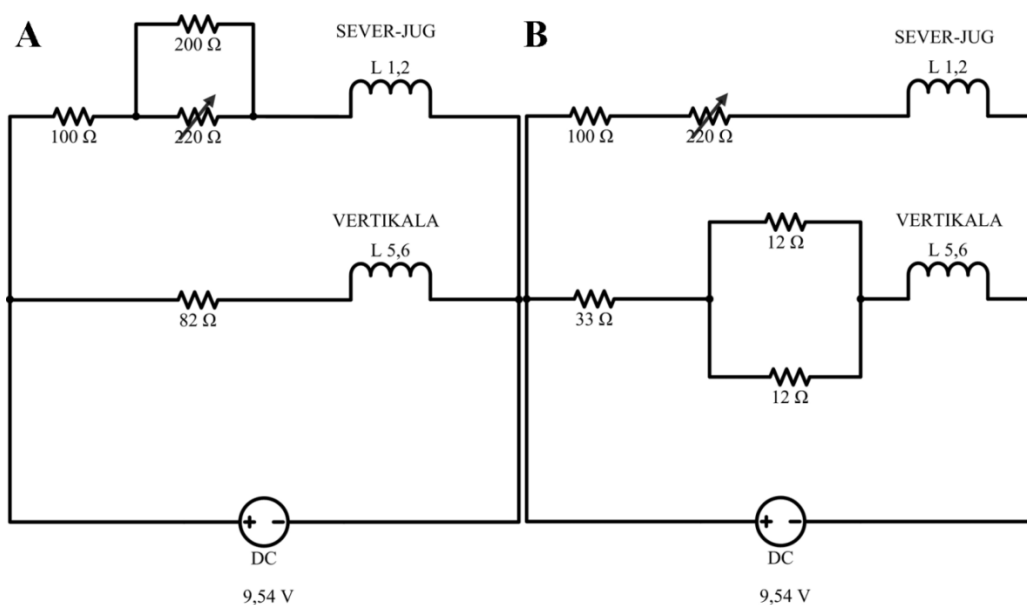 A
200 Ω
SEVER-JUG
L 1,2
100 Ω
220 Ω
VERTIKALA
L 5,6
82 Ω
+ -
DC
9,54 V
B
SEVER-JUG
L 1,2
100 Ω
220 Ω
VERTIKALA
L 5,6
12 Ω
33 Ω
12 Ω
+ -
DC
9,54 V